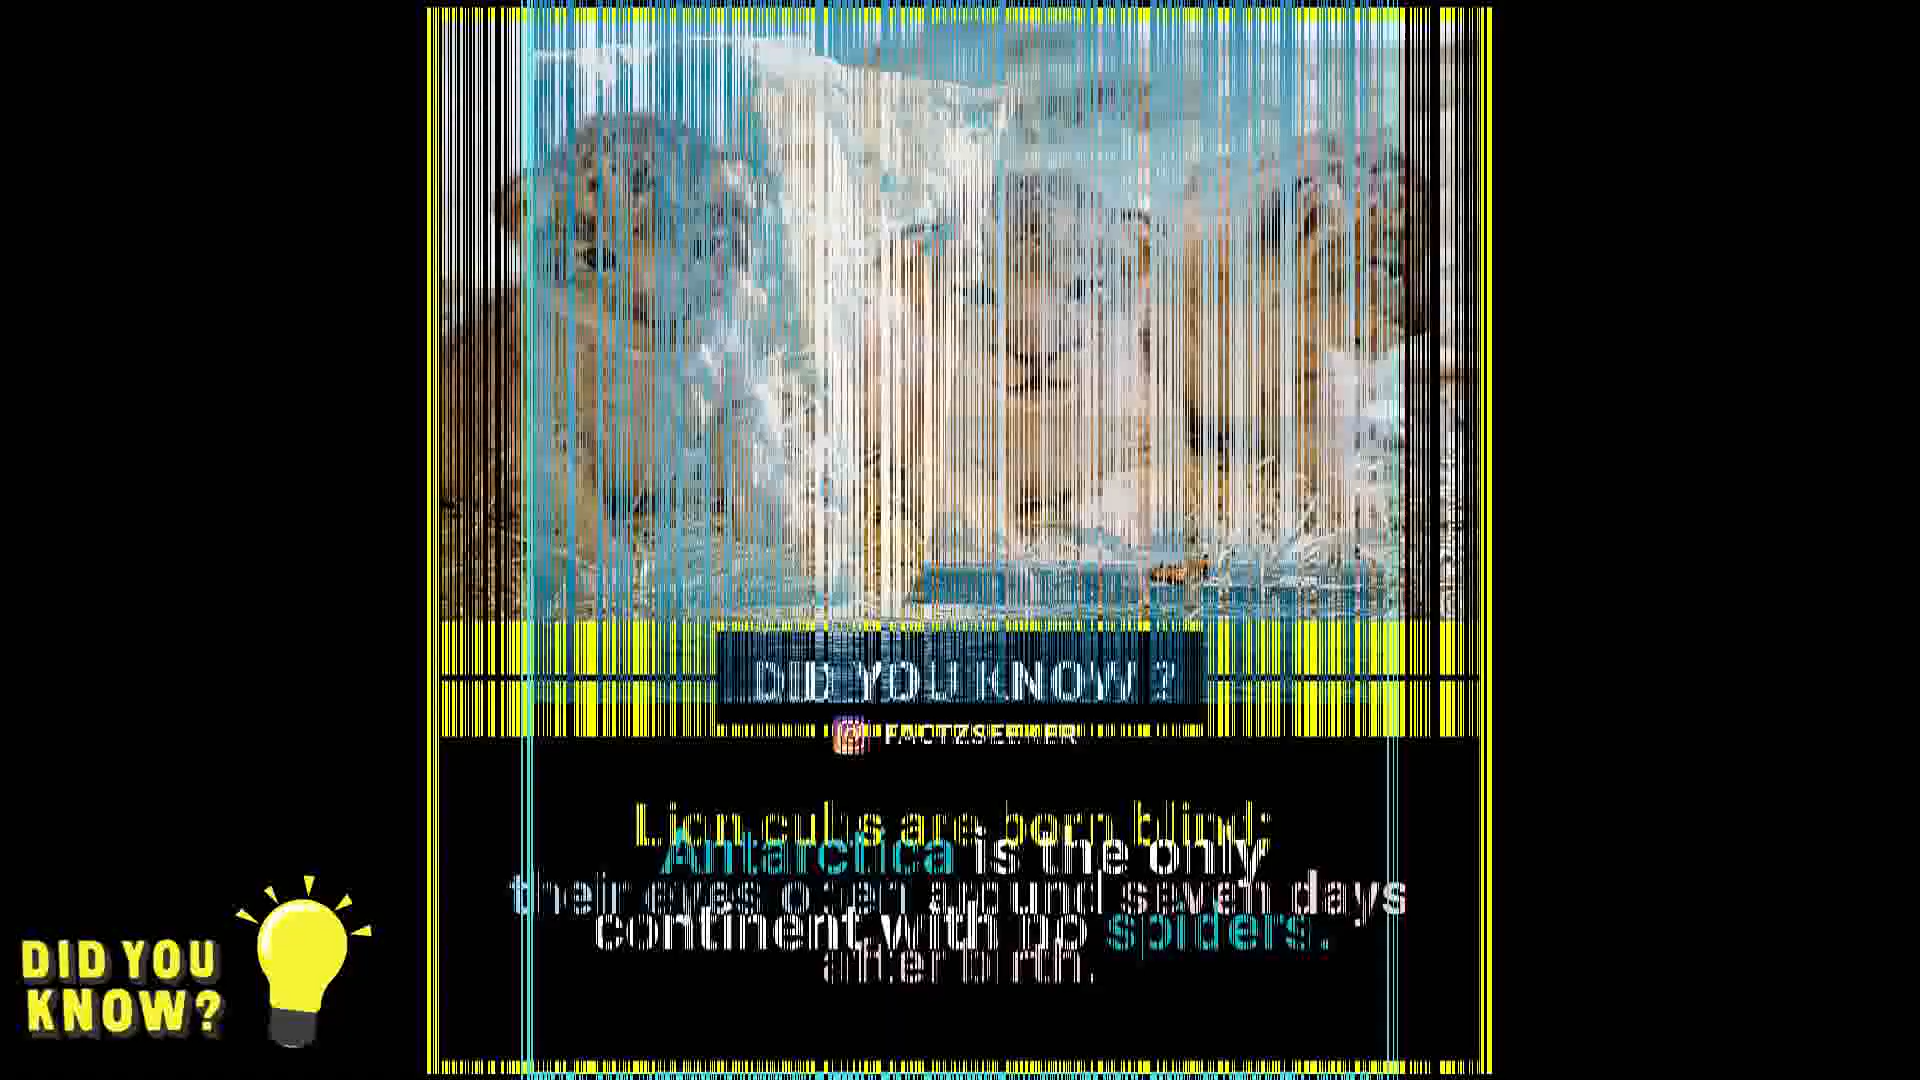 DID YOU KNOW ?
FACTZSEEKER
Lion cubs are born blind;
Antarctica is the only
their eyes open around seven days
continent with no spiders.
after birth.
DID YOU
KNOW?